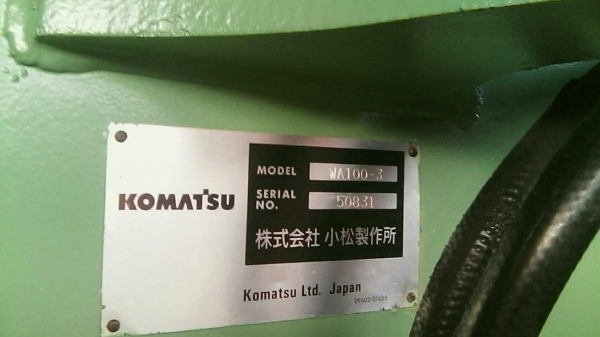 KOMATSU
MODEL WA100-3
SERIAL NO. 50831
株式会社 小松製作所
Komatsu Ltd. Japan